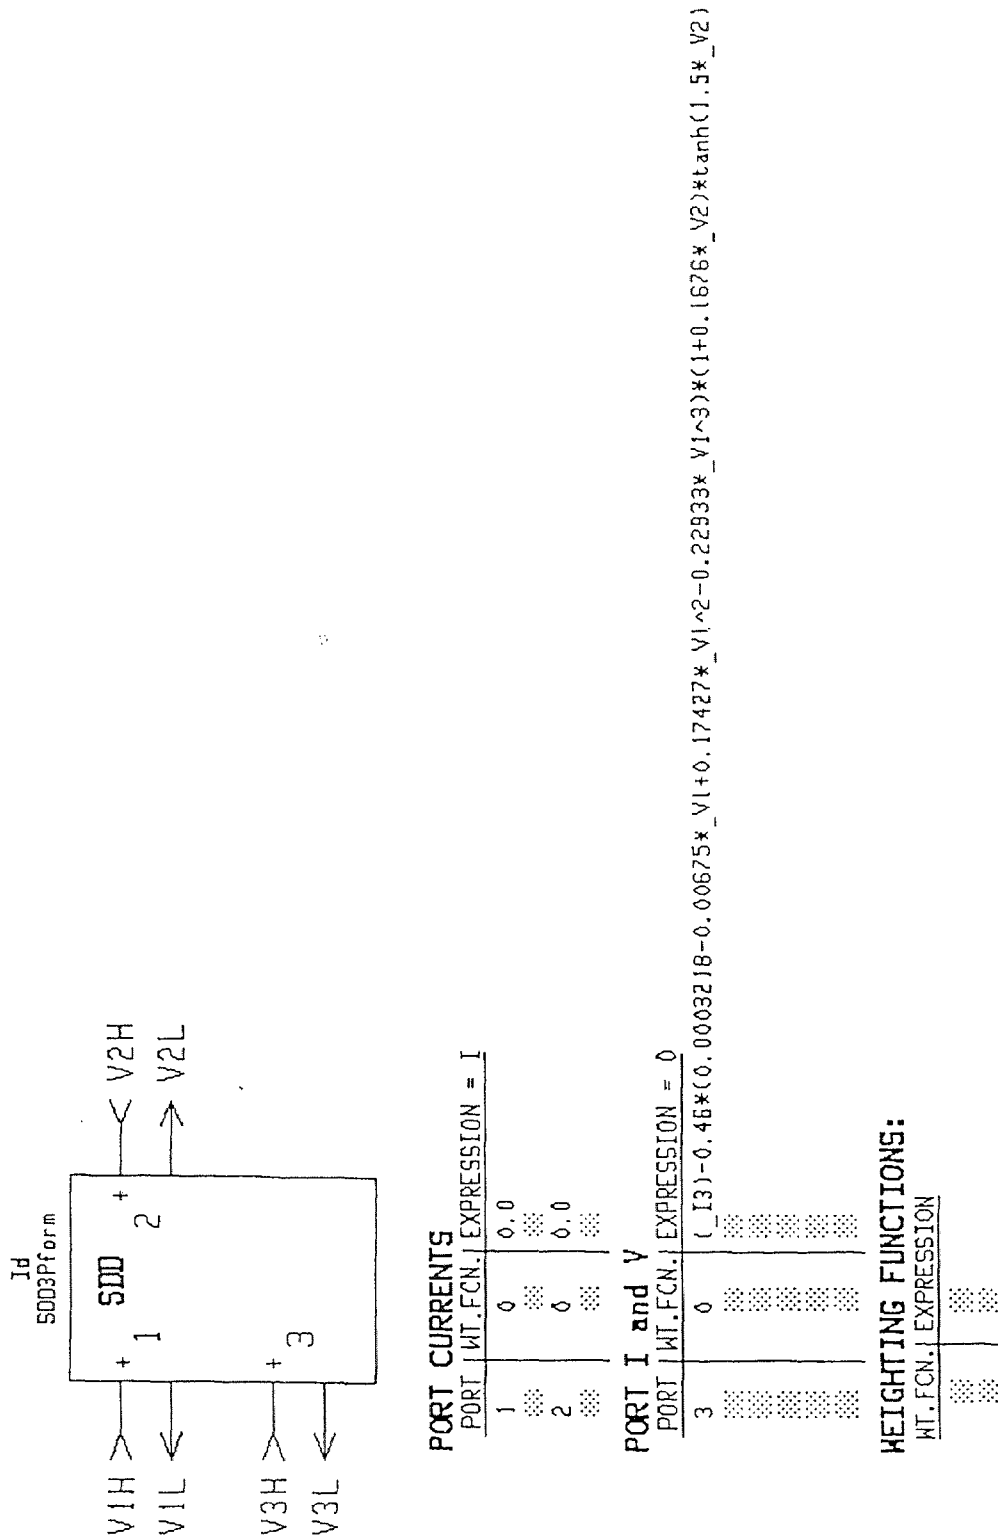 Id
SDD3Pform
SDD
V1H + 1
V1L
+ 2 V2H
V2L
V3H + 3
V3L
PORT CURRENTS
PORT WT.FCN. EXPRESSION = I
1 0 0.0
2 0 0.0
PORT I and V
PORT WT.FCN. EXPRESSION = 0
3 0 (_I3)-0.46*(0.0003218-0.00675*_V1+0.17427*_V1^2-0.22933*_V1^3)*(1+0.1676*_V2)*tanh(1.5*_V2)
WEIGHTING FUNCTIONS:
WT.FCN. EXPRESSION